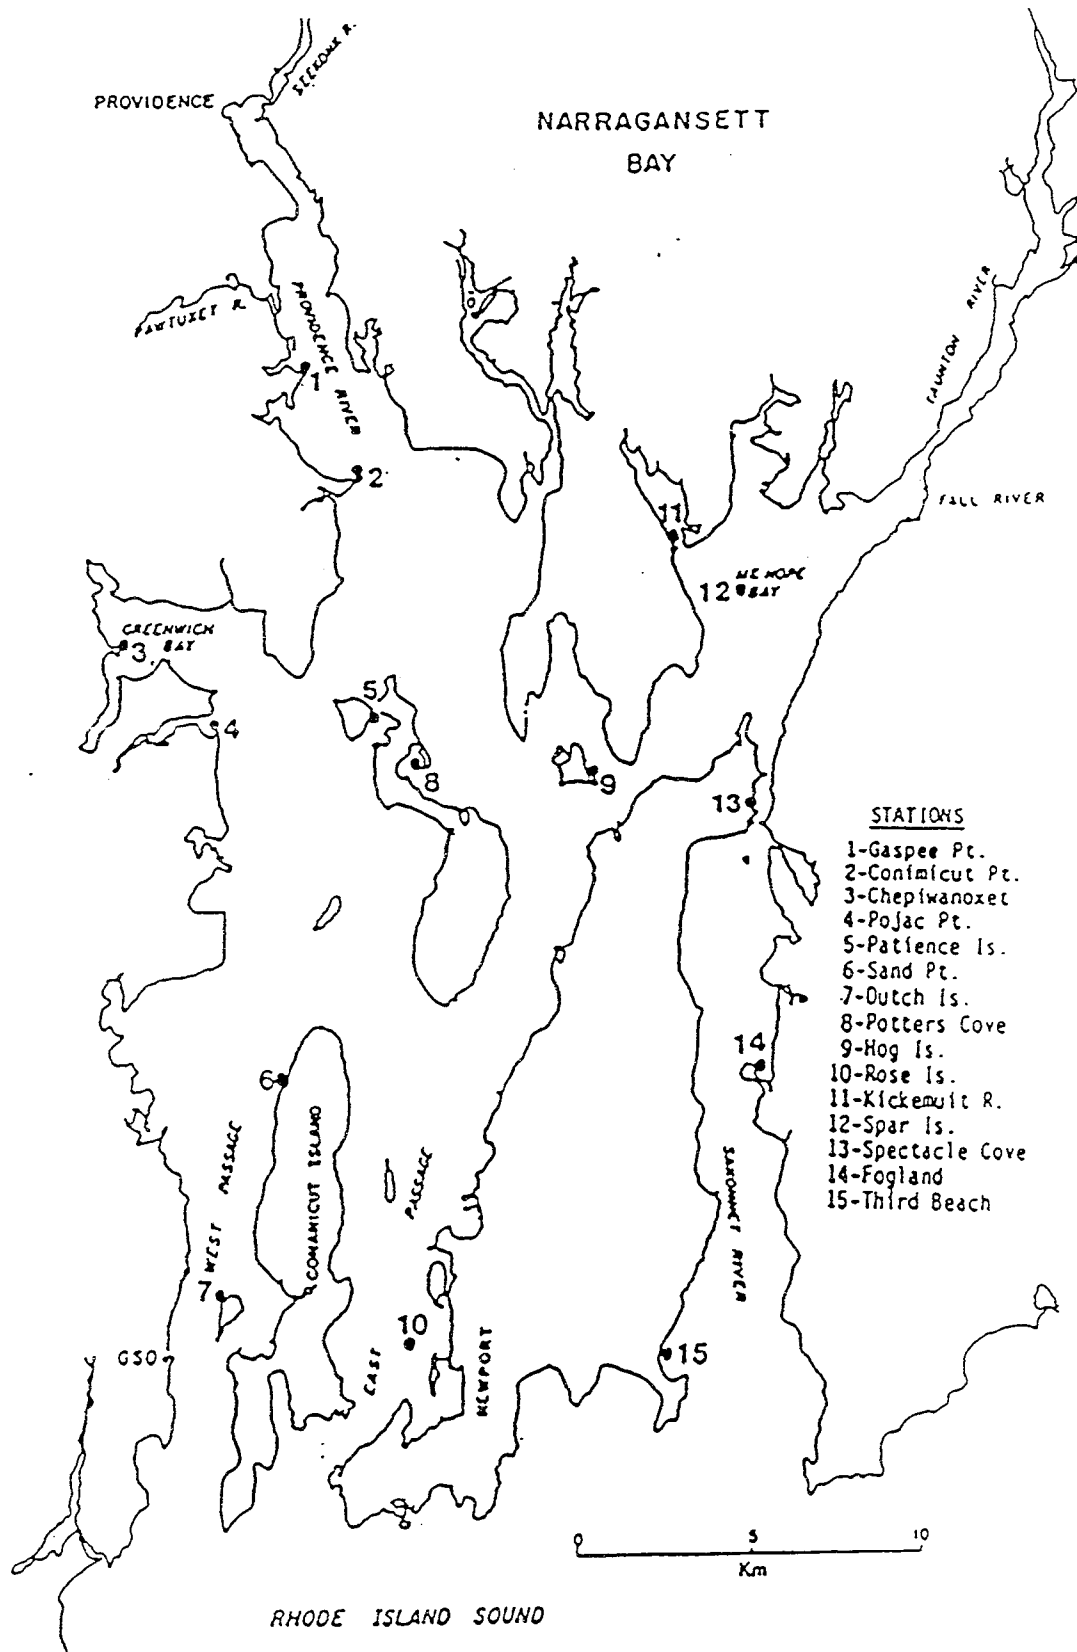 SEEKONK R.
PROVIDENCE
NARRAGANSETT
BAY
PAWTUXET R.
PROVIDENCE RIVER
TAUNTON RIVER
1
2
FALL RIVER
11
12
MT HOPE
BAY
GREENWICH
BAY
3
4
5
8
9
13
STATIONS
1-Gaspee Pt.
2-Conimicut Pt.
3-Chepiwanoxet
4-Pojac Pt.
5-Patience Is.
6-Sand Pt.
7-Dutch Is.
8-Potters Cove
9-Hog Is.
10-Rose Is.
11-Kickemuit R.
12-Spar Is.
13-Spectacle Cove
14-Fogland
15-Third Beach
14
6
WEST PASSAGE
CONANICUT ISLAND
EAST PASSAGE
SAKONNET RIVER
7
10
15
GSO
NEWPORT
0 5 10
Km
RHODE ISLAND SOUND